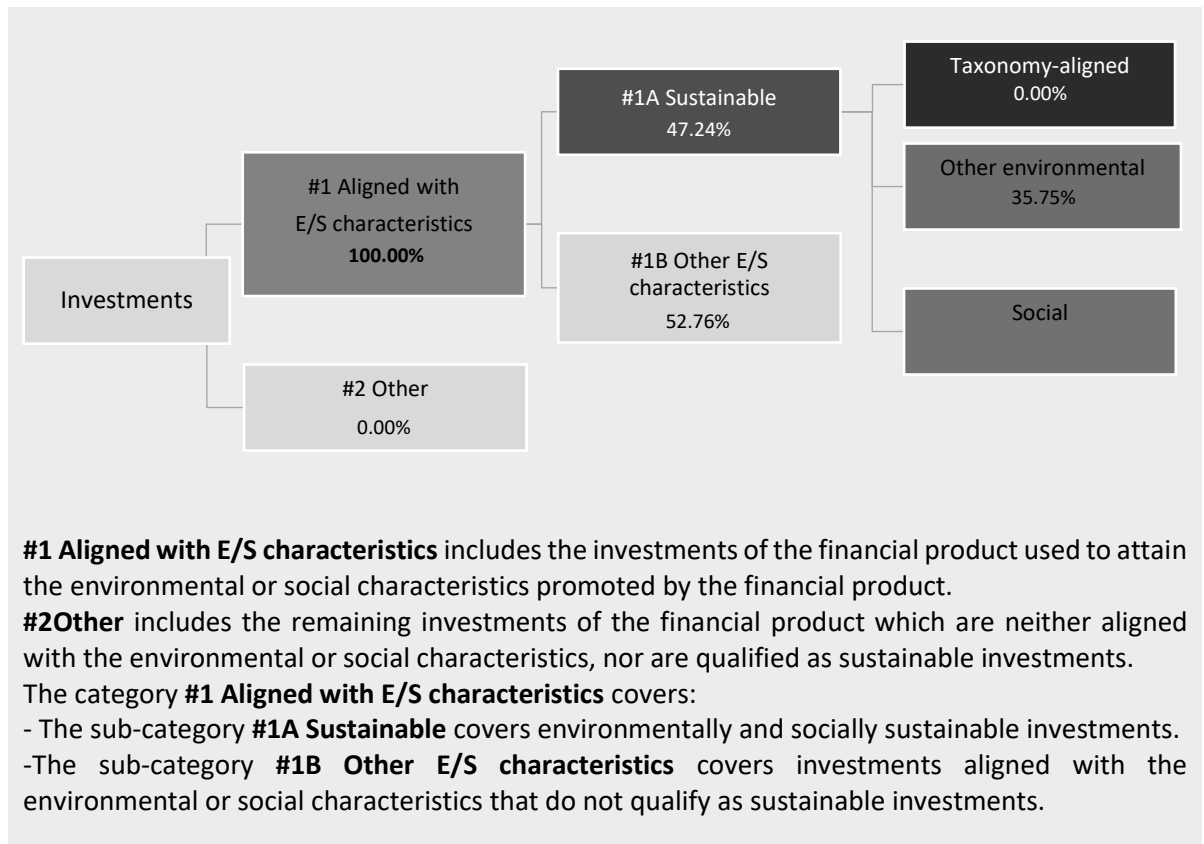 Investments
#1 Aligned with
E/S characteristics
100.00%
#2 Other
0.00%
#1A Sustainable
47.24%
#1B Other E/S
characteristics
52.76%
Taxonomy-aligned
0.00%
Other environmental
35.75%
Social
#1 Aligned with E/S characteristics includes the investments of the financial product used to attain
the environmental or social characteristics promoted by the financial product.
#2Other includes the remaining investments of the financial product which are neither aligned
with the environmental or social characteristics, nor are qualified as sustainable investments.
The category #1 Aligned with E/S characteristics covers:
- The sub-category #1A Sustainable covers environmentally and socially sustainable investments.
-The sub-category #1B Other E/S characteristics covers investments aligned with the
environmental or social characteristics that do not qualify as sustainable investments.